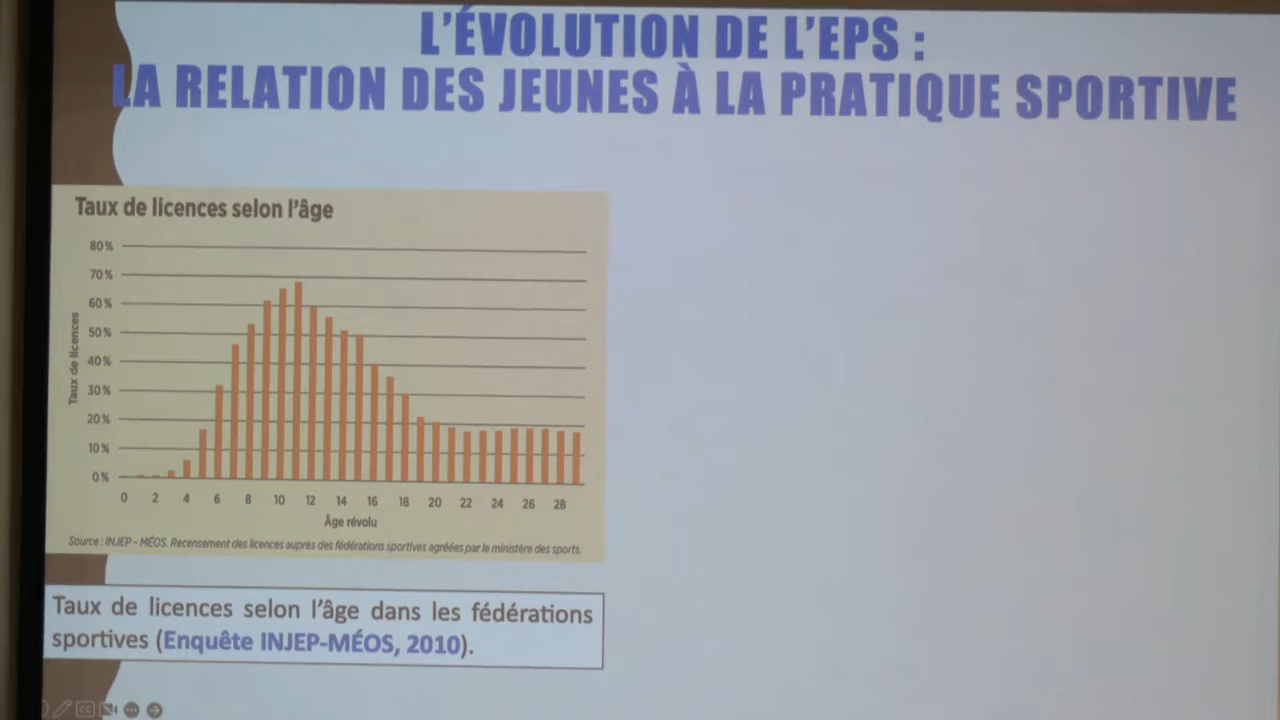 L'ÉVOLUTION DE L'EPS :
LA RELATION DES JEUNES À LA PRATIQUE SPORTIVE
Taux de licences selon l'âge
80%
70%
60%
50%
40%
30%
20%
10%
0%
Taux de licences
0 2 4 6 8 10 12 14 16 18 20 22 24 26 28
Âge révolu
Source : INJEP – MÉOS. Recensement des licences auprès des fédérations sportives agréées par le ministère des sports.
Taux de licences selon l'âge dans les fédérations
sportives (Enquête INJEP-MÉOS, 2010).
CC